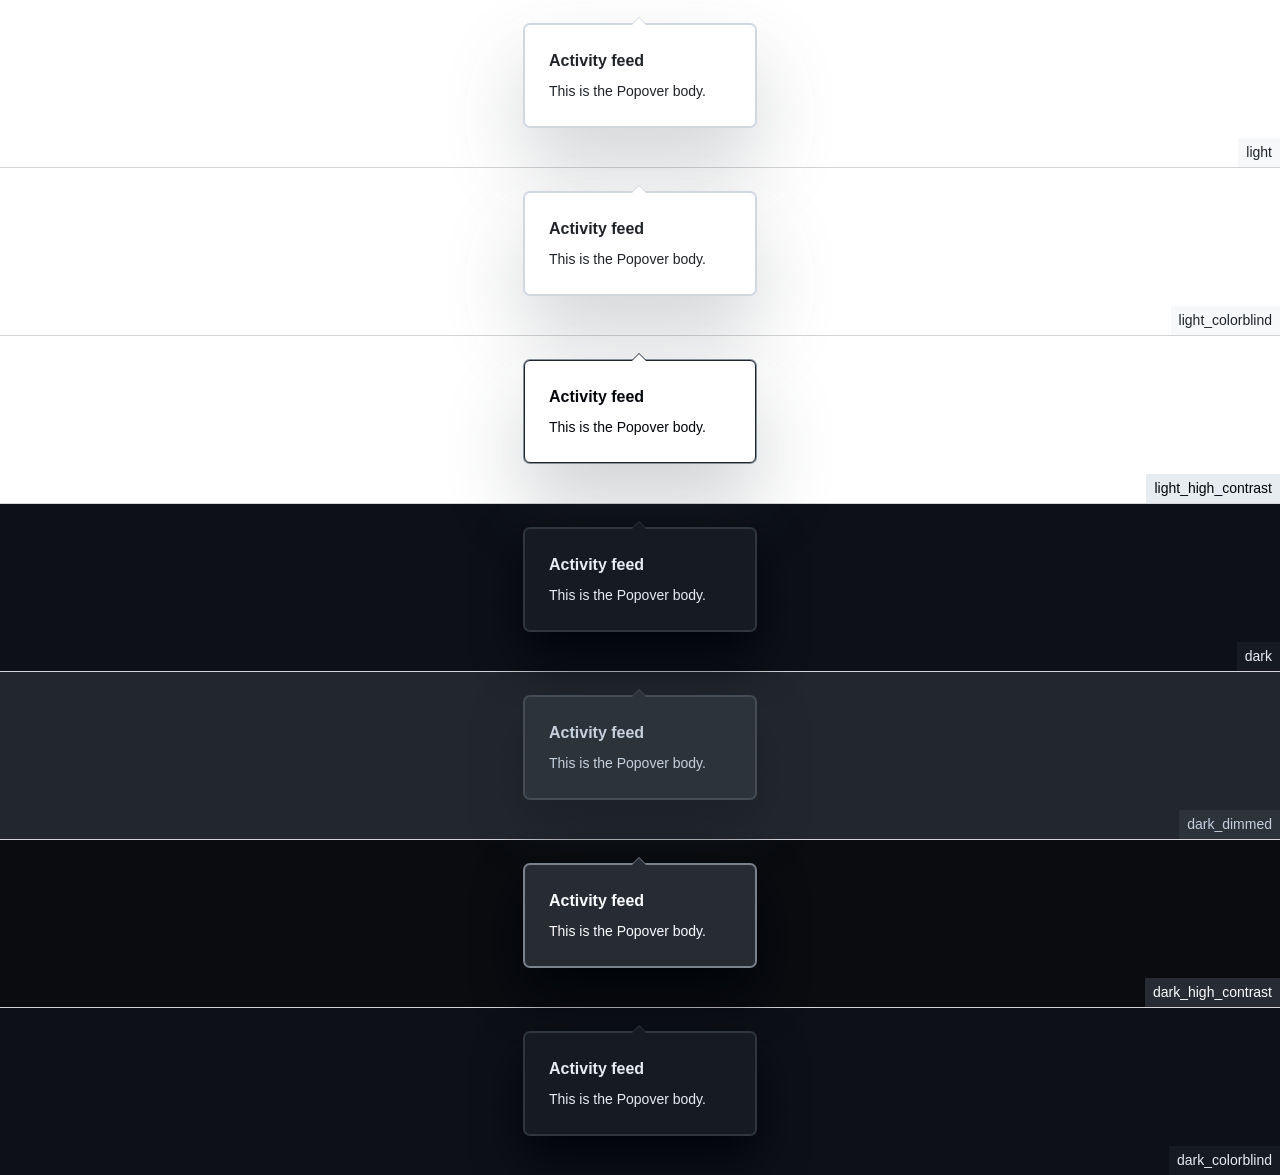 Activity feed
This is the Popover body.
light
Activity feed
This is the Popover body.
light_colorblind
Activity feed
This is the Popover body.
light_high_contrast
Activity feed
This is the Popover body.
dark
Activity feed
This is the Popover body.
dark_dimmed
Activity feed
This is the Popover body.
dark_high_contrast
Activity feed
This is the Popover body.
dark_colorblind